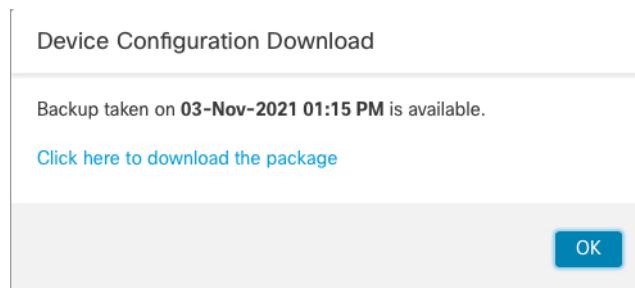 Device Configuration Download
Backup taken on 03-Nov-2021 01:15 PM is available.
Click here to download the package
OK